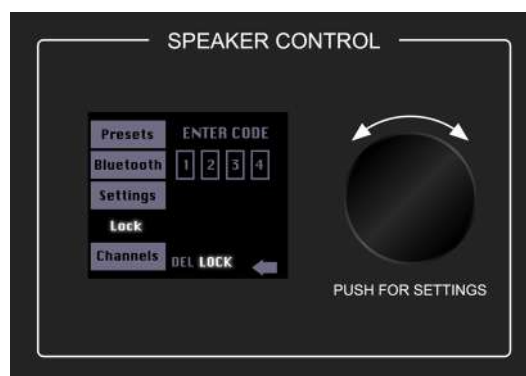 SPEAKER CONTROL
Presets
Bluetooth
Settings
Lock
Channels
ENTER CODE
1 2 3 4
DEL LOCK
PUSH FOR SETTINGS